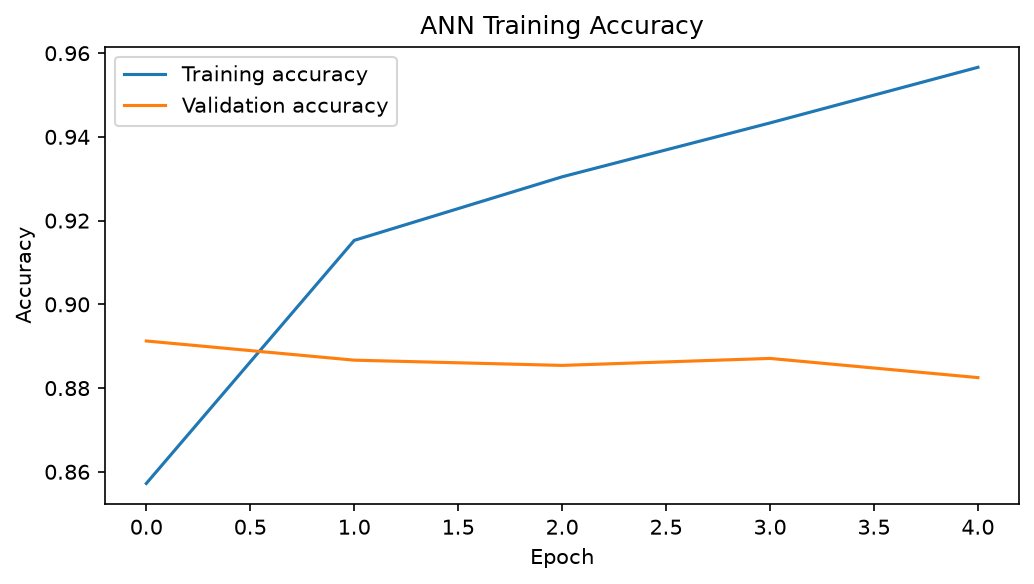 ANN Training Accuracy
Training accuracy
Validation accuracy
Accuracy
0.96
0.94
0.92
0.90
0.88
0.86
0.0 0.5 1.0 1.5 2.0 2.5 3.0 3.5 4.0
Epoch